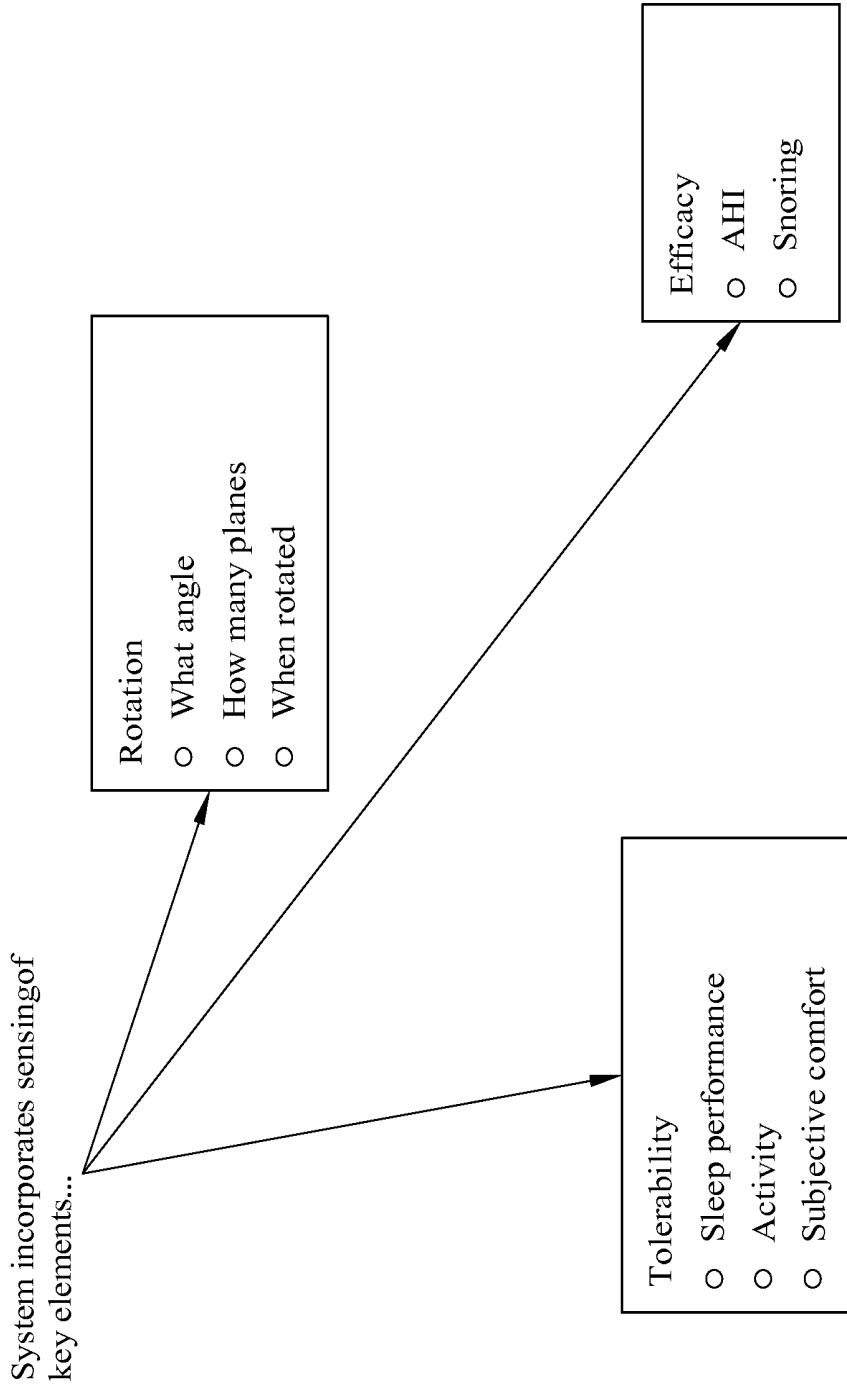 System incorporates sensingof
key elements...
Rotation
○ What angle
○ How many planes
○ When rotated
Tolerability
○ Sleep performance
○ Activity
○ Subjective comfort
Efficacy
○ AHI
○ Snoring